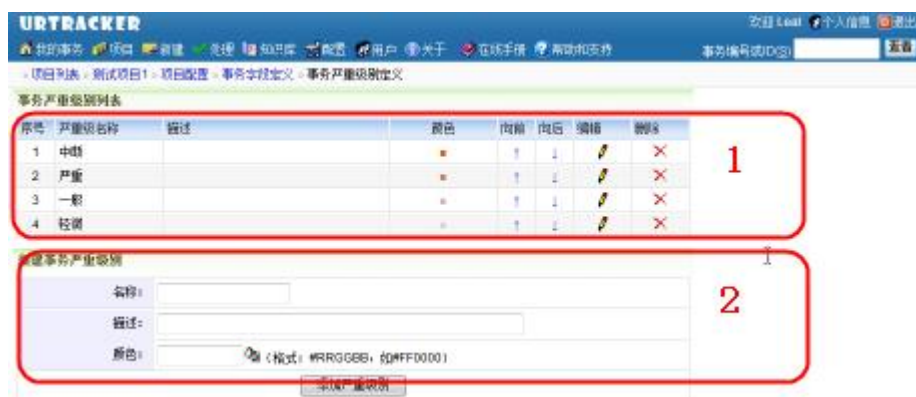 URTRACKER
欢迎 Leal 个人信息 退出
我的事务 项目 新建 处理 知识库 配置 用户 关于 在线手册 帮助和支持 事务编号或ID(S) 查看
项目列表 测试项目1 项目配置 事务字段定义 事务严重级别定义
事务严重级别列表
序号 严重级名称 描述 颜色 向前 向后 编辑 删除
1 中断
2 严重
3 一般
4 轻微
1
新建事务严重级别
名称:
描述:
颜色: (格式: #RRGGBB, 如#FF0000)
2
添加严重级别